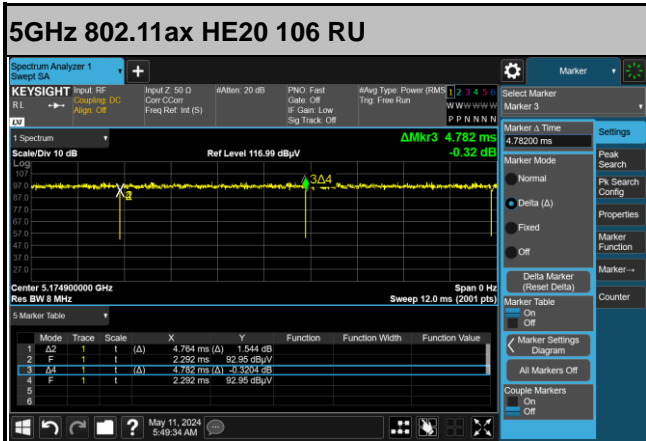 5GHz 802.11ax HE20 106 RU
Spectrum Analyzer 1
Swept SA
Marker
KEYSIGHT
RL
LXI
Input: RF
Coupling: DC
Align: Off
Input Z: 50 Ω
Corr CCorr
Freq Ref: Int (S)
#Atten: 20 dB
PNO: Fast
Gate: Off
IF Gain: Low
Sig Track: Off
#Avg Type: Power (RMS
Trig: Free Run
1 2 3 4 5 6
W W W W W W
P P N N N N
Select Marker
Marker 3
1 Spectrum
ΔMkr3 4.782 ms
-0.32 dB
Scale/Div 10 dB
Ref Level 116.99 dBµV
Log
107
97.0
87.0
77.0
67.0
57.0
47.0
37.0
27.0
3Δ4
Center 5.174900000 GHz
Span 0 Hz
Res BW 8 MHz
Sweep 12.0 ms (2001 pts)
5 Marker Table
Mode Trace Scale X Y Function Function Width Function Value
1 Δ2 1 t (Δ) 4.764 ms (Δ) 1.544 dB
2 F 1 t 2.292 ms 92.95 dBµV
3 Δ4 1 t (Δ) 4.782 ms (Δ) -0.3204 dB
4 F 1 t 2.292 ms 92.95 dBµV
5
6
Marker Δ Time
4.78200 ms
Marker Mode
Normal
Delta (Δ)
Fixed
Off
Delta Marker
(Reset Delta)
Marker Table
On
Off
Marker Settings
Diagram
All Markers Off
Couple Markers
On
Off
Settings
Peak
Search
Pk Search
Config
Properties
Marker
Function
Marker→
Counter
May 11, 2024
5:49:34 AM